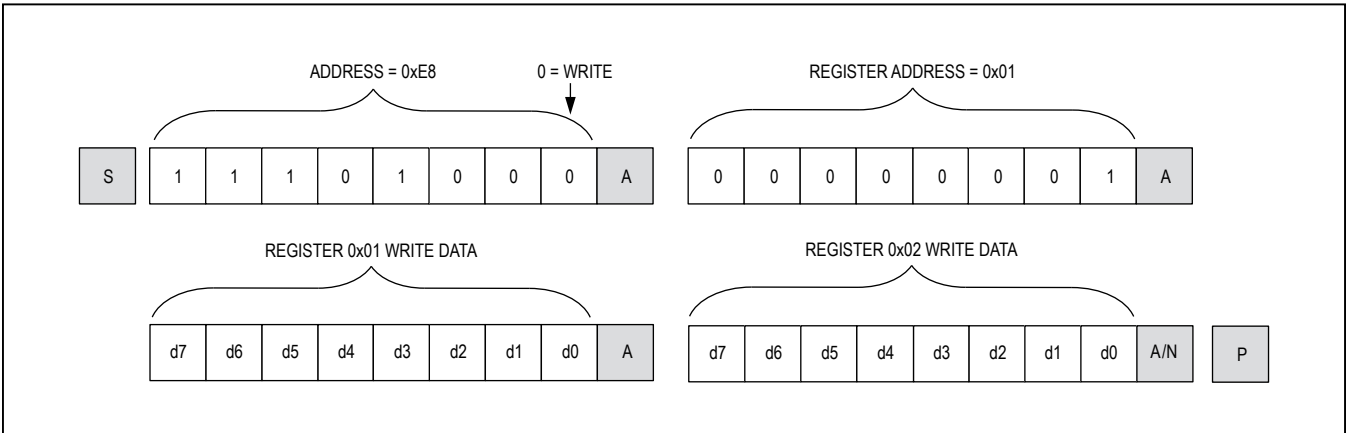 ADDRESS = 0xE8 0 = WRITE REGISTER ADDRESS = 0x01
S 1 1 1 0 1 0 0 0 A 0 0 0 0 0 0 0 1 A
REGISTER 0x01 WRITE DATA REGISTER 0x02 WRITE DATA
d7 d6 d5 d4 d3 d2 d1 d0 A d7 d6 d5 d4 d3 d2 d1 d0 A/N P